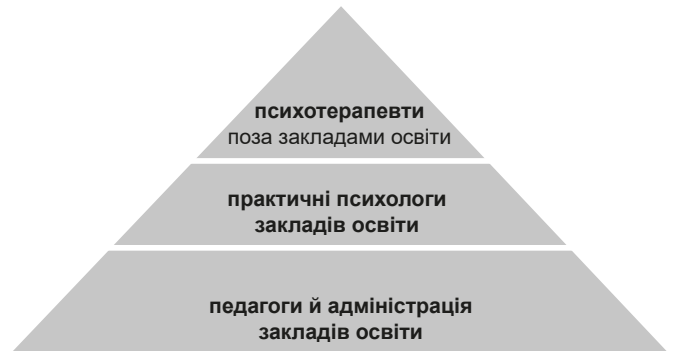 психотерапевти
поза закладами освіти
практичні психологи
закладів освіти
педагоги й адміністрація
закладів освіти